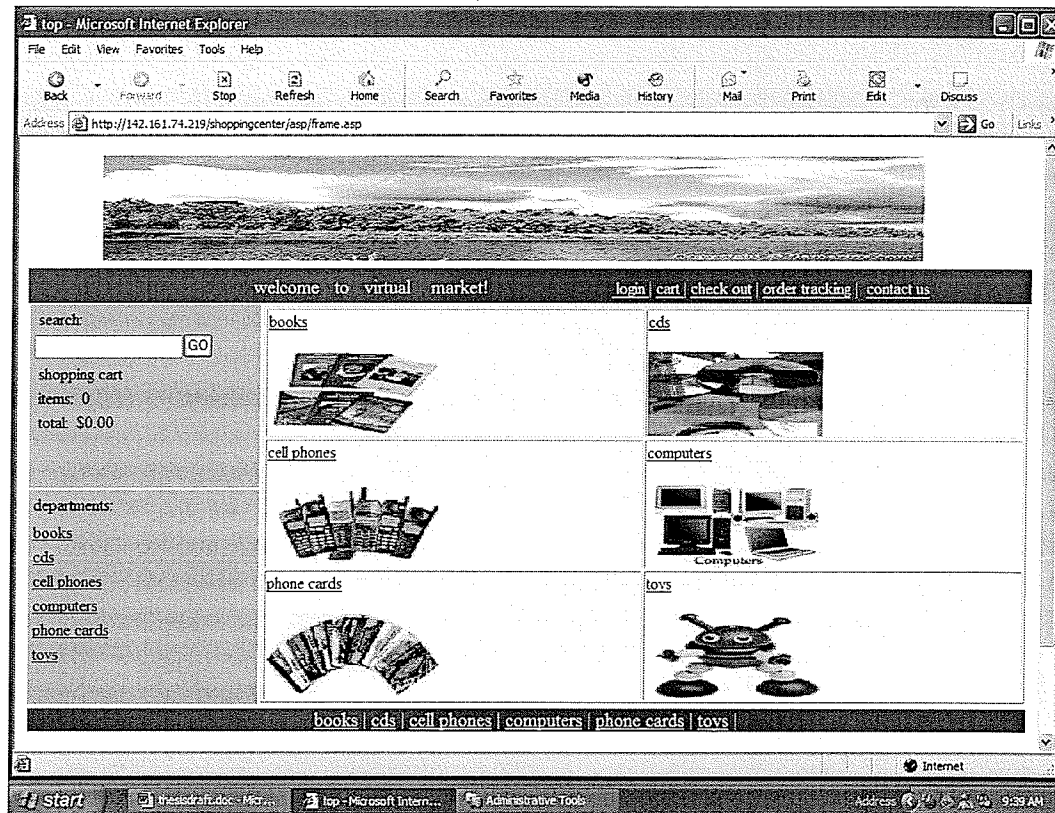 top - Microsoft Internet Explorer
File Edit View Favorites Tools Help
Back Forward Stop Refresh Home Search Favorites Media History Mail Print Edit Discuss
Address http://142.161.74.219/shoppingcenter/asp/frame.asp Go Links
welcome to virtual market! login | cart | check out | order tracking | contact us
search:
GO
shopping cart
items: 0
total: $0.00
departments:
books
cds
cell phones
computers
phone cards
toys
books
cds
cell phones
computers
Computers
phone cards
toys
books | cds | cell phones | computers | phone cards | toys |
Internet
start thesisdraft.doc - Micr... top - Microsoft Intern... Administrative Tools Address 9:39 AM